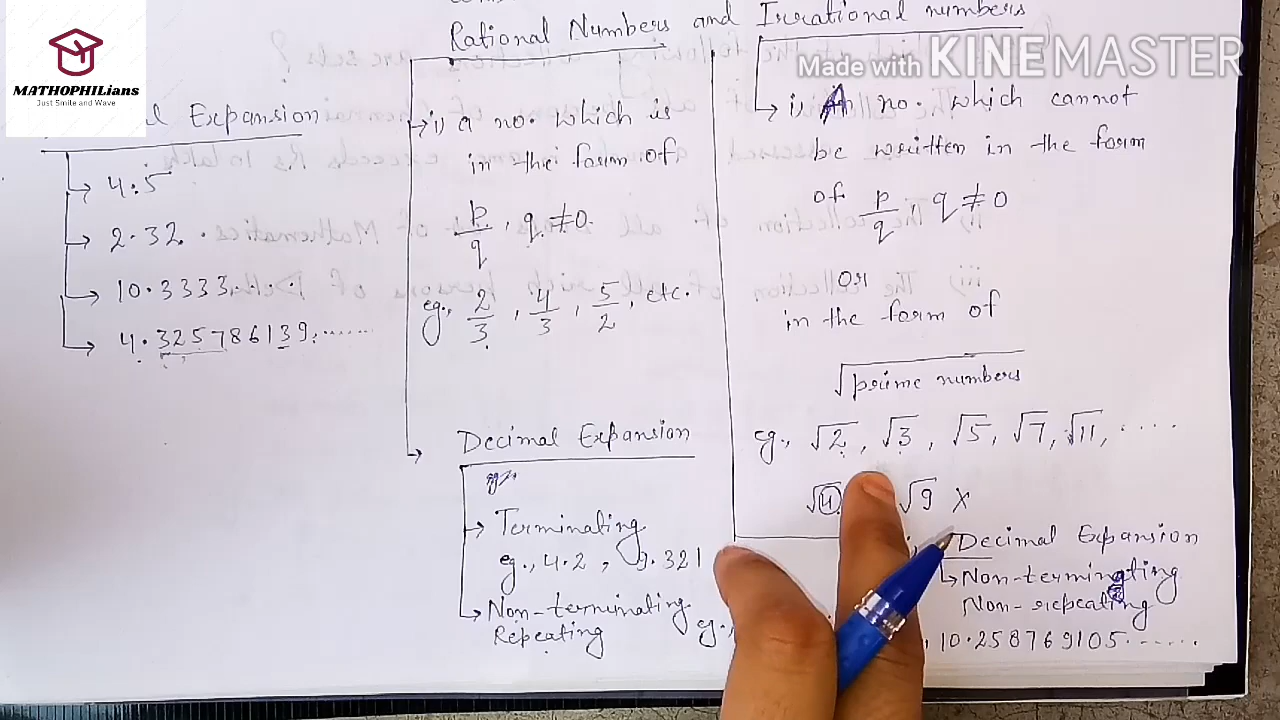 MATHOPHILians
Just Smile and Wave
Made with KINEMASTER
Rational Numbers and Irrational numbers
Expansion
4.5
2.32
10.3333.....
4.325786139.......
i) a no. which is
in the form of
p/q, q ≠ 0.
eg., 2/3, 4/3, 5/2, etc.
Decimal Expansion
Terminating
eg., 4.2, 9.321
Non-terminating
Repeating
eg.,
i) A no. which cannot
be written in the form
of p/q, q ≠ 0
or
in the form of
√prime numbers
eg., √2, √3, √5, √7, √11, .....
√4 √9 X
Decimal Expansion
Non-terminating
Non-repeating
, 10.258769105......